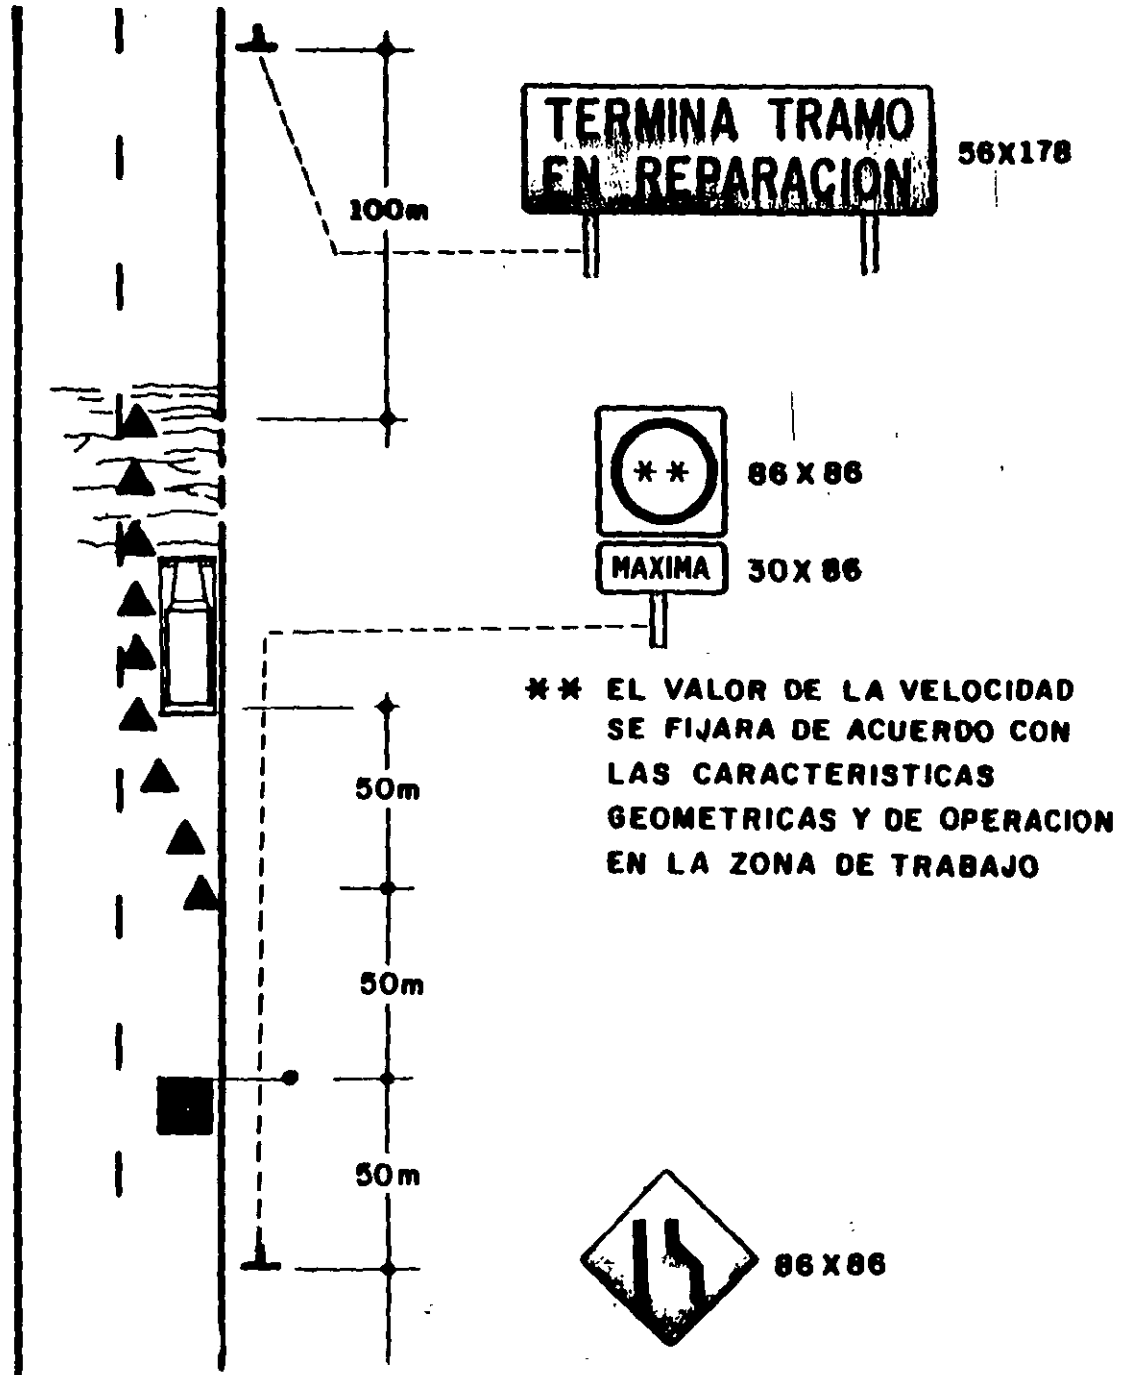 TERMINA TRAMO
EN REPARACION
56X178
100m
**
86 X 86
MAXIMA
30 X 86
** EL VALOR DE LA VELOCIDAD
SE FIJARA DE ACUERDO CON
LAS CARACTERISTICAS
GEOMETRICAS Y DE OPERACION
EN LA ZONA DE TRABAJO
50m
50m
50m
86 X 86